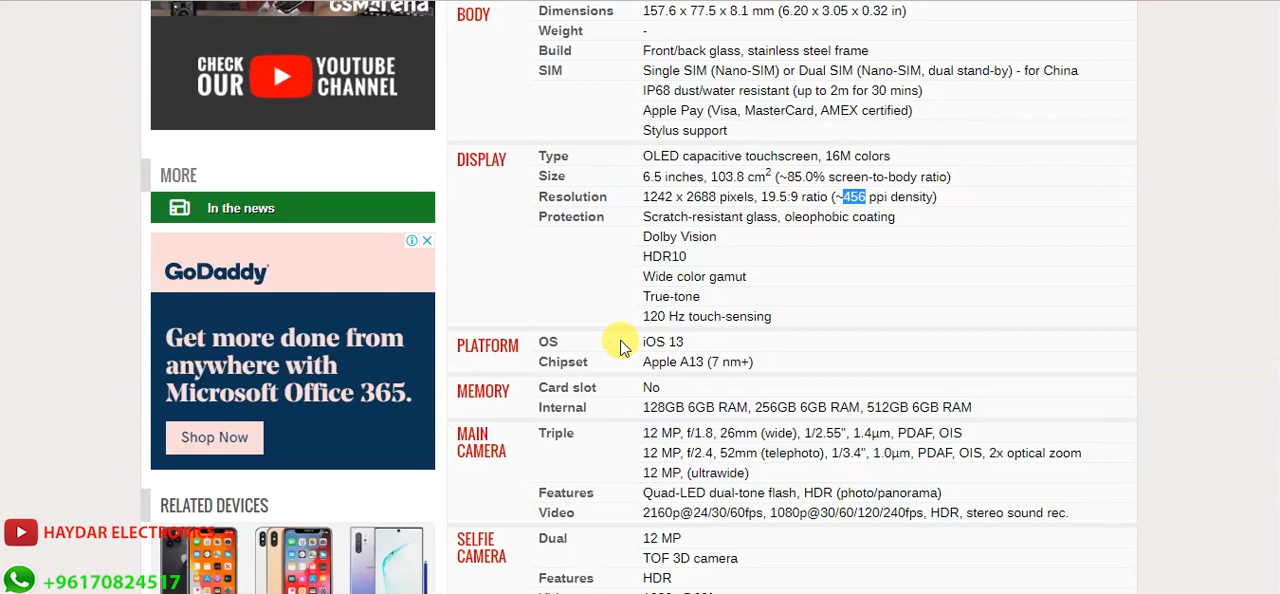 GSMarena
CHECK OUR YOUTUBE CHANNEL
MORE
In the news
GoDaddy
Get more done from
anywhere with
Microsoft Office 365.
Shop Now
RELATED DEVICES
HAYDAR ELECTRONICS
+96170824517
BODY
Dimensions 157.6 x 77.5 x 8.1 mm (6.20 x 3.05 x 0.32 in)
Weight -
Build Front/back glass, stainless steel frame
SIM Single SIM (Nano-SIM) or Dual SIM (Nano-SIM, dual stand-by) - for China
IP68 dust/water resistant (up to 2m for 30 mins)
Apple Pay (Visa, MasterCard, AMEX certified)
Stylus support
DISPLAY Type OLED capacitive touchscreen, 16M colors
Size 6.5 inches, 103.8 cm2 (~85.0% screen-to-body ratio)
Resolution 1242 x 2688 pixels, 19.5:9 ratio (~456 ppi density)
Protection Scratch-resistant glass, oleophobic coating
Dolby Vision
HDR10
Wide color gamut
True-tone
120 Hz touch-sensing
PLATFORM OS iOS 13
Chipset Apple A13 (7 nm+)
MEMORY Card slot No
Internal 128GB 6GB RAM, 256GB 6GB RAM, 512GB 6GB RAM
MAIN CAMERA Triple 12 MP, f/1.8, 26mm (wide), 1/2.55", 1.4µm, PDAF, OIS
12 MP, f/2.4, 52mm (telephoto), 1/3.4", 1.0µm, PDAF, OIS, 2x optical zoom
12 MP, (ultrawide)
Features Quad-LED dual-tone flash, HDR (photo/panorama)
Video 2160p@24/30/60fps, 1080p@30/60/120/240fps, HDR, stereo sound rec.
SELFIE CAMERA Dual 12 MP
TOF 3D camera
Features HDR